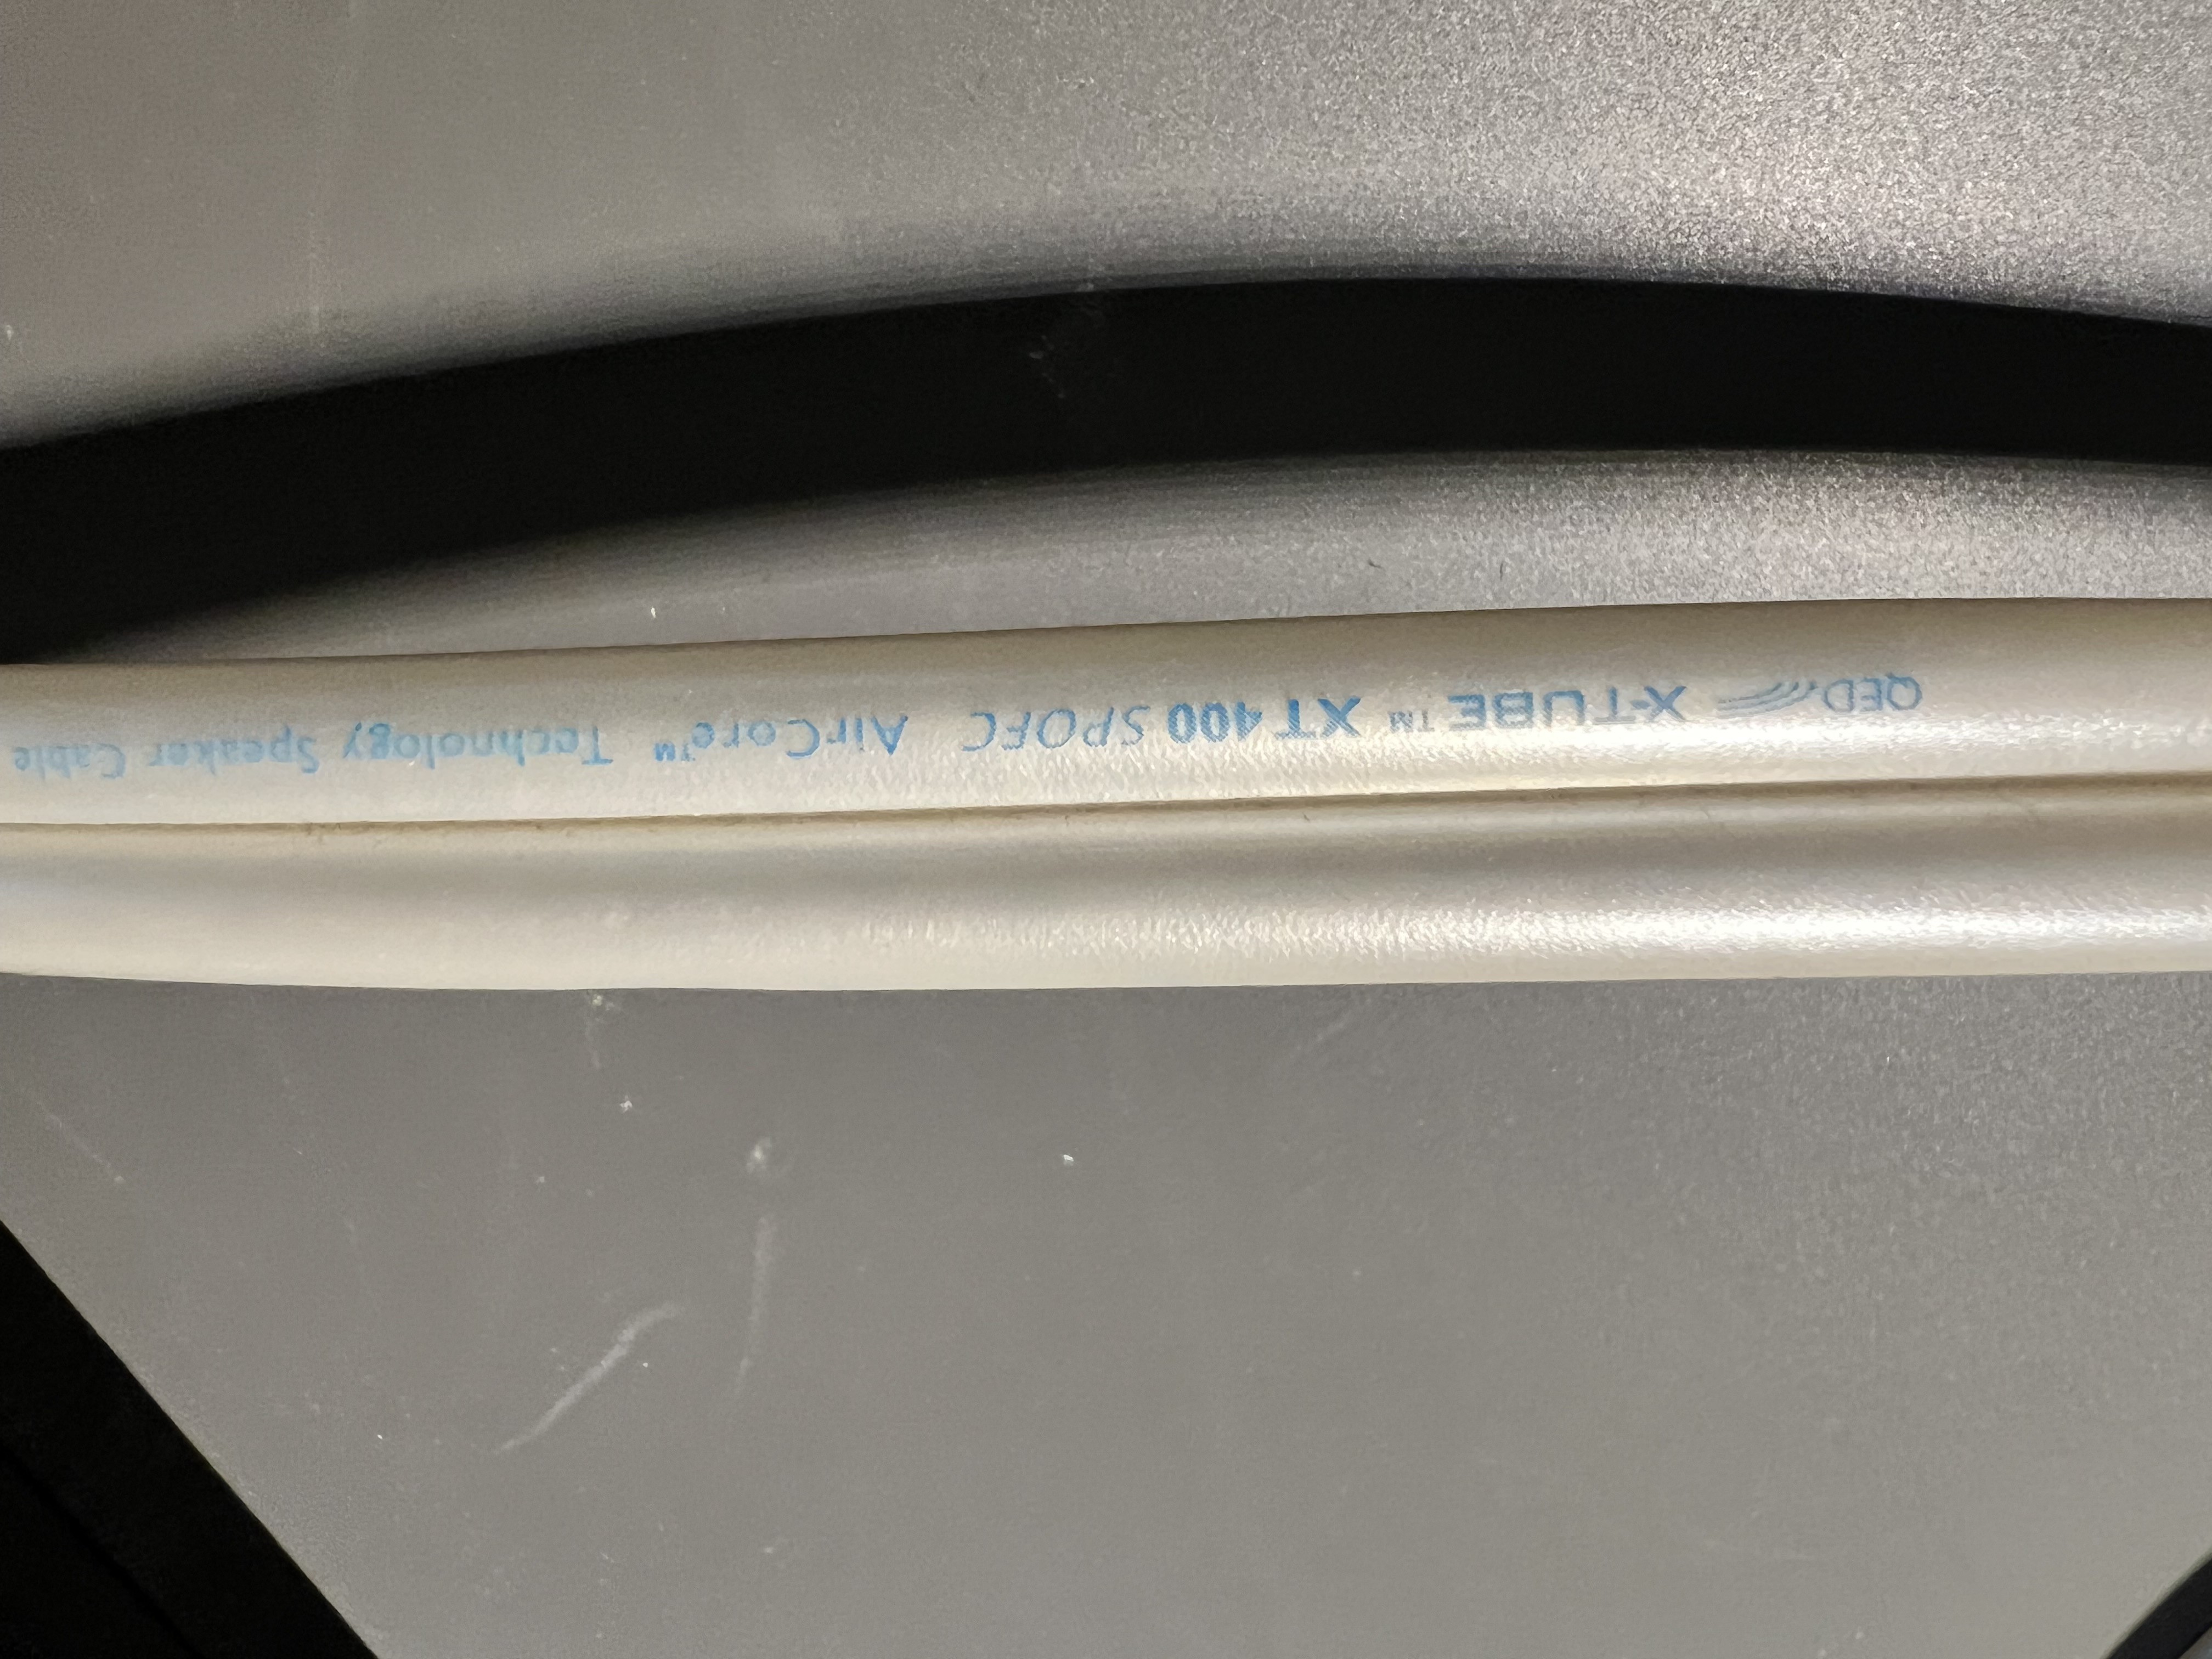 QED X-TUBE™ XT400 SPOFC AirCore™ Technology Speaker Cable